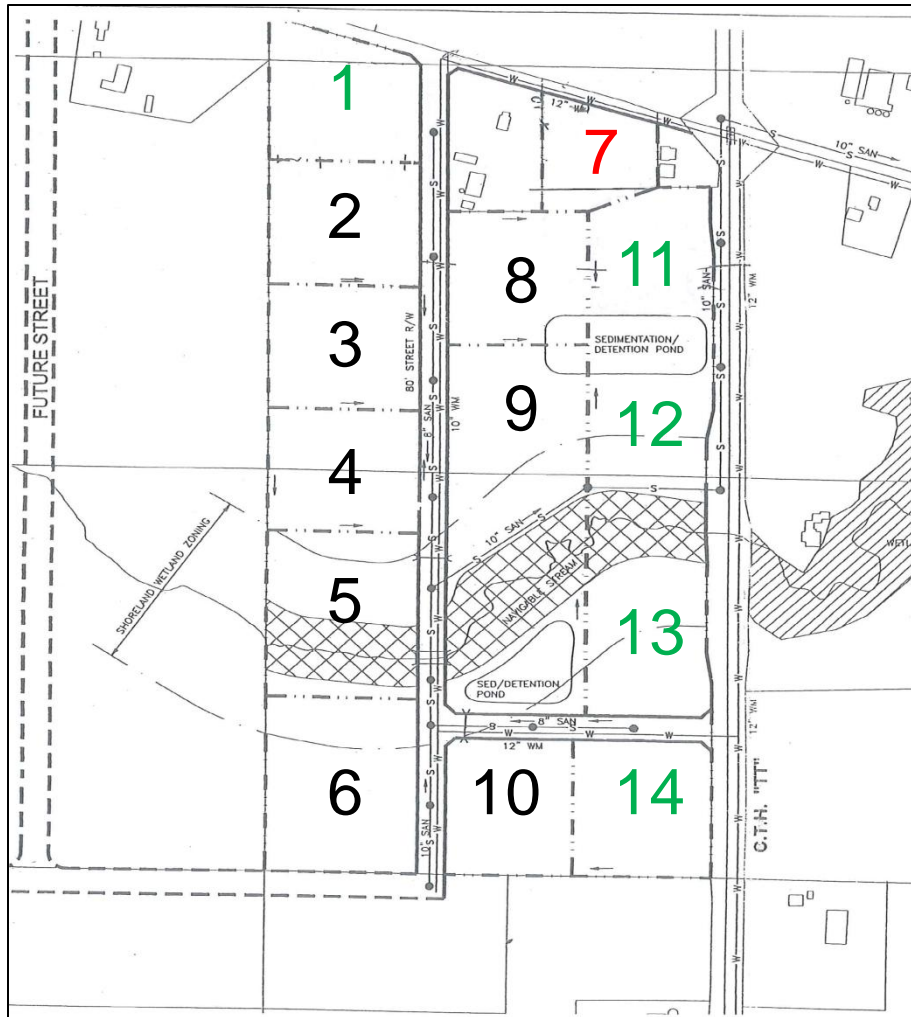 1
12" W
7
10" SAN
2
8
11
10" SAN
12" WM
FUTURE STREET
3
80' STREET R/W
8" SAN
10" WM
SEDIMENTATION/
DETENTION POND
9
12
4
10" SAN
SHORELAND WETLAND ZONING
5
NAVIGABLE STREAM
WETL
13
SED/DETENTION
POND
8" SAN
12" WM
12" WM
6
10
14
10" SAN
C.T.H. "TT"